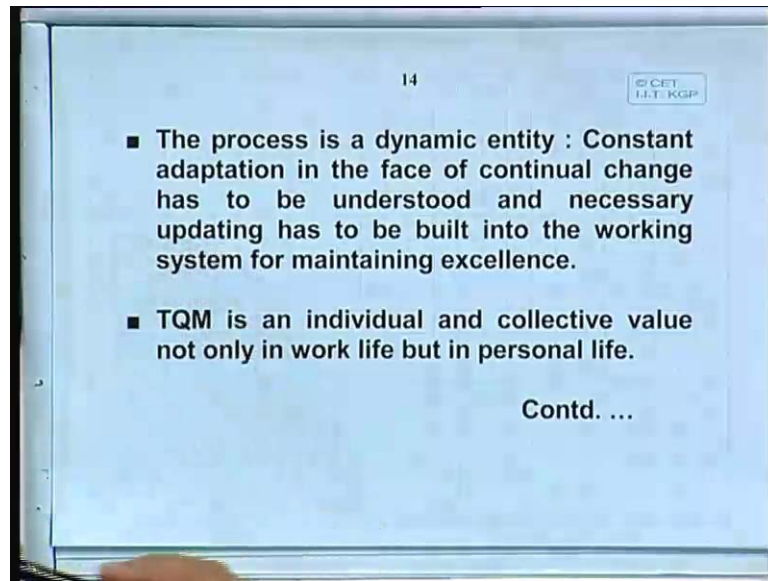 14
© CET
I.I.T. KGP
■ The process is a dynamic entity : Constant
adaptation in the face of continual change
has to be understood and necessary
updating has to be built into the working
system for maintaining excellence.
■ TQM is an individual and collective value
not only in work life but in personal life.
Contd. ...